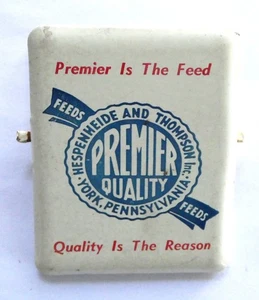 Premier Is The Feed
FEEDS
HESPENHEIDE AND THOMPSON Inc.
PREMIER
QUALITY
YORK, PENNSYLVANIA
FEEDS
Quality Is The Reason